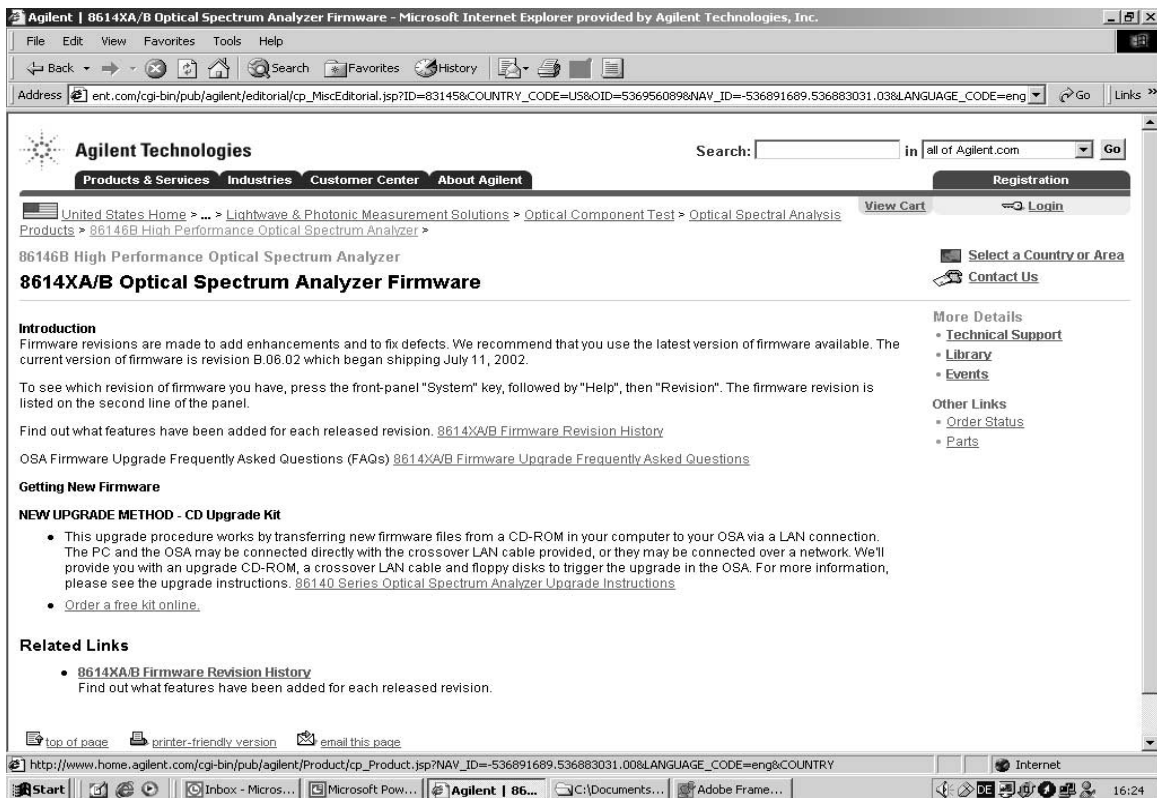 Agilent | 8614XA/B Optical Spectrum Analyzer Firmware - Microsoft Internet Explorer provided by Agilent Technologies, Inc.
File Edit View Favorites Tools Help
Back Search Favorites History
Address ent.com/cgi-bin/pub/agilent/editorial/cp_MiscEditorial.jsp?ID=83145&COUNTRY_CODE=US&OID=536956089&NAV_ID=-536891689.536883031.03&LANGUAGE_CODE=eng Go Links »
Agilent Technologies Search: in all of Agilent.com Go
Products & Services Industries Customer Center About Agilent Registration
United States Home > ... > Lightwave & Photonic Measurement Solutions > Optical Component Test > Optical Spectral Analysis View Cart Login
Products > 86146B High Performance Optical Spectrum Analyzer >
86146B High Performance Optical Spectrum Analyzer
8614XA/B Optical Spectrum Analyzer Firmware
Select a Country or Area
Contact Us
Introduction
Firmware revisions are made to add enhancements and to fix defects. We recommend that you use the latest version of firmware available. The
current version of firmware is revision B.06.02 which began shipping July 11, 2002.
To see which revision of firmware you have, press the front-panel "System" key, followed by "Help", then "Revision". The firmware revision is
listed on the second line of the panel.
Find out what features have been added for each released revision. 8614XA/B Firmware Revision History
OSA Firmware Upgrade Frequently Asked Questions (FAQs) 8614XA/B Firmware Upgrade Frequently Asked Questions
Getting New Firmware
NEW UPGRADE METHOD - CD Upgrade Kit
• This upgrade procedure works by transferring new firmware files from a CD-ROM in your computer to your OSA via a LAN connection.
The PC and the OSA may be connected directly with the crossover LAN cable provided, or they may be connected over a network. We'll
provide you with an upgrade CD-ROM, a crossover LAN cable and floppy disks to trigger the upgrade in the OSA. For more information,
please see the upgrade instructions. 86140 Series Optical Spectrum Analyzer Upgrade Instructions
• Order a free kit online.
Related Links
• 8614XA/B Firmware Revision History
Find out what features have been added for each released revision.
top of page printer-friendly version email this page
More Details
• Technical Support
• Library
• Events
Other Links
• Order Status
• Parts
http://www.home.agilent.com/cgi-bin/pub/agilent/Product/cp_Product.jsp?NAV_ID=-536891689.536883031.00&LANGUAGE_CODE=eng&COUNTRY Internet
Start Inbox - Micros... Microsoft Pow... Agilent | 86... C:\Documents... Adobe Frame... DE 16:24